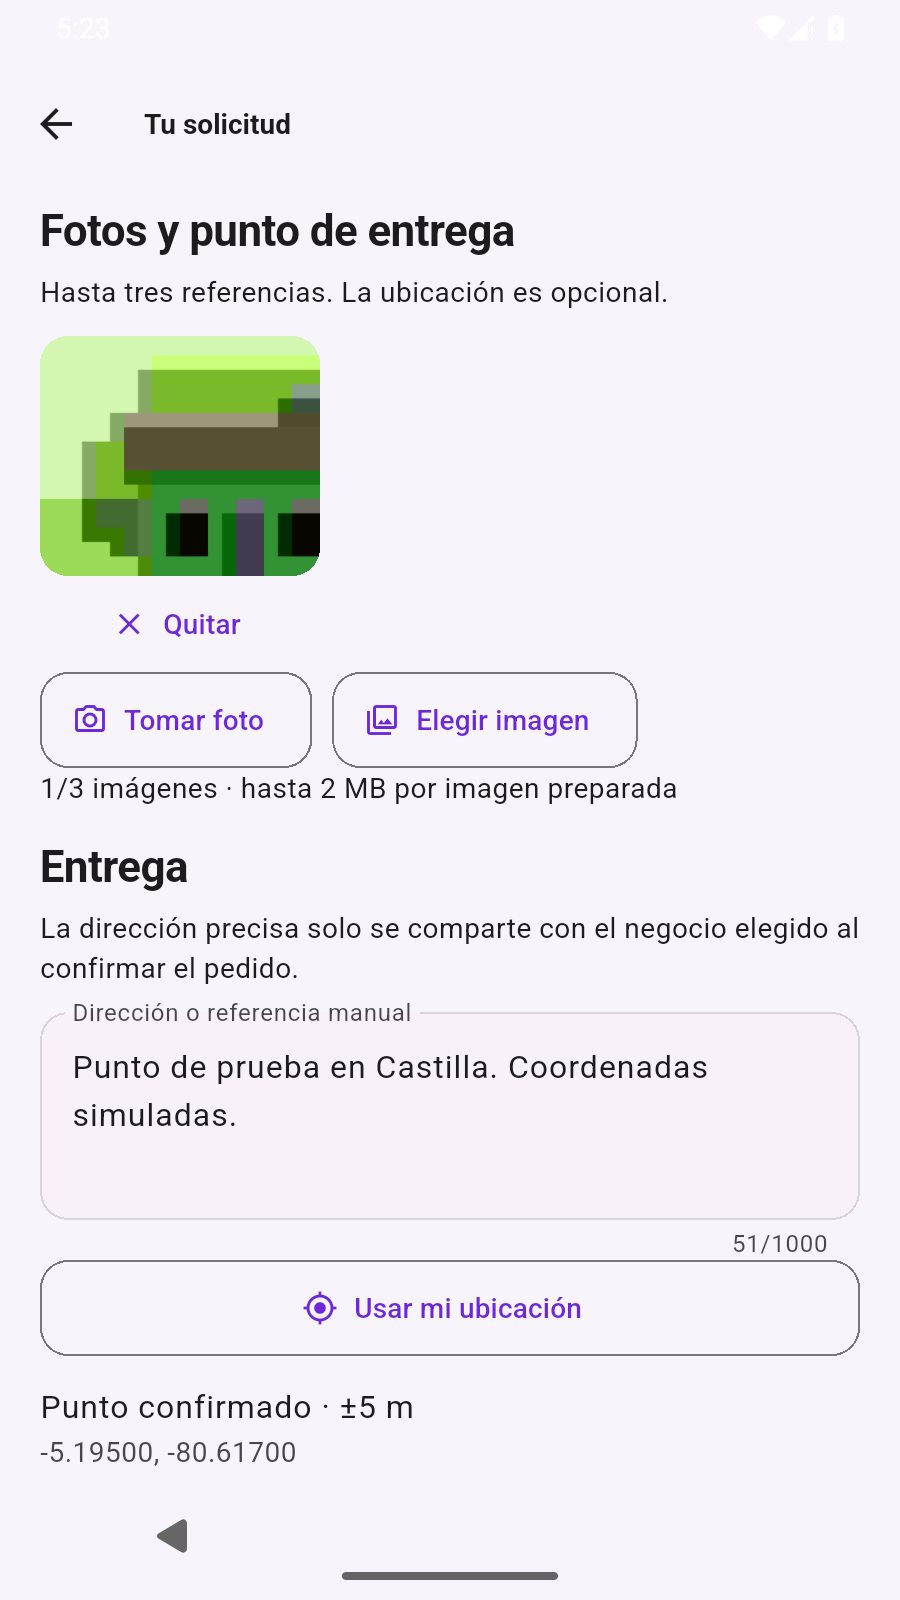 5:23
Tu solicitud
Fotos y punto de entrega
Hasta tres referencias. La ubicación es opcional.
Quitar
Tomar foto
Elegir imagen
1/3 imágenes · hasta 2 MB por imagen preparada
Entrega
La dirección precisa solo se comparte con el negocio elegido al
confirmar el pedido.
Dirección o referencia manual
Punto de prueba en Castilla. Coordenadas
simuladas.
51/1000
Usar mi ubicación
Punto confirmado · ±5 m
-5.19500, -80.61700